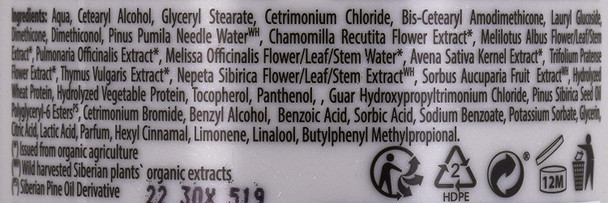 Ingredients: Aqua, Cetearyl Alcohol, Glyceryl Stearate, Cetrimonium Chloride, Bis-Cetearyl Amodimethicone, Lauryl Glucoside,
Dimethicone, Dimethiconol, Pinus Pumila Needle Water(WH), Chamomilla Recutita Flower Extract*, Melilotus Albus Flower/Leaf/Stem
Extract*, Pulmonaria Officinalis Extract*, Melissa Officinalis Flower/Leaf/Stem Water*, Avena Sativa Kernel Extract*, Trifolium Pratense
Flower Extract*, Thymus Vulgaris Extract*, Nepeta Sibirica Flower/Leaf/Stem Extract(WH), Sorbus Aucuparia Fruit Extract(WH), Hydrolyzed
Wheat Protein, Hydrolyzed Vegetable Protein, Tocopherol, Panthenol, , Guar Hydroxypropyltrimonium Chloride, Pinus Sibirica Seed Oil
Polyglyceryl-6 Esters(PS), Cetrimonium Bromide, Benzyl Alcohol, Benzoic Acid, Sorbic Acid, Sodium Benzoate, Potassium Sorbate, Glycerin,
Citric Acid, Lactic Acid, Parfum, Hexyl Cinnamal, Limonene, Linalool, Butylphenyl Methylpropional.
(*) Issued from organic agriculture
Wild harvested Siberian plants` organic extracts
Siberian Pine Oil Derivative
22 30X 519
2
HDPE
®
12M